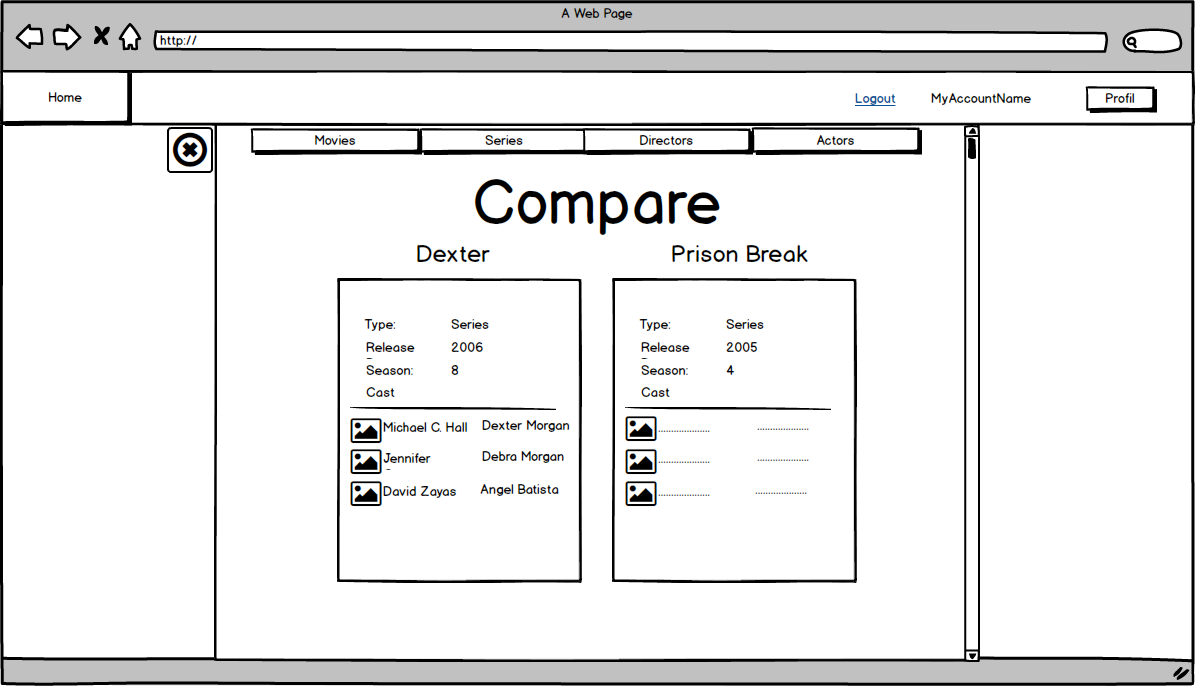 A Web Page
http://
Home
Logout
MyAccountName
Profil
Movies
Series
Directors
Actors
Compare
Dexter
Type: Series
Release 2006
Season: 8
Cast
Michael C. Hall Dexter Morgan
Jennifer Debra Morgan
David Zayas Angel Batista
Prison Break
Type: Series
Release 2005
Season: 4
Cast
.................... ....................
.................... ....................
.................... ....................